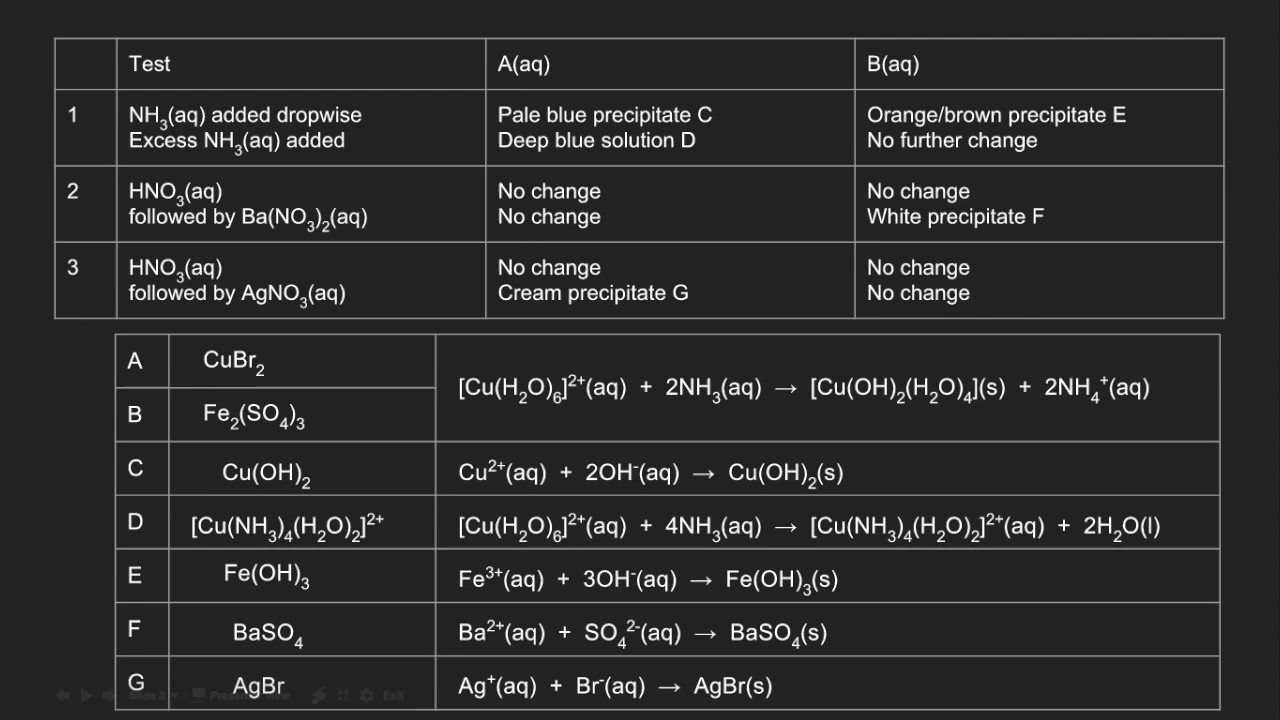 Test A(aq) B(aq)
1 NH₃(aq) added dropwise Pale blue precipitate C Orange/brown precipitate E
Excess NH₃(aq) added Deep blue solution D No further change
2 HNO₃(aq) No change No change
followed by Ba(NO₃)₂(aq) No change White precipitate F
3 HNO₃(aq) No change No change
followed by AgNO₃(aq) Cream precipitate G No change
A CuBr₂
[Cu(H₂O)₆]²⁺(aq) + 2NH₃(aq) → [Cu(OH)₂(H₂O)₄](s) + 2NH₄⁺(aq)
B Fe₂(SO₄)₃
C Cu(OH)₂ Cu²⁺(aq) + 2OH⁻(aq) → Cu(OH)₂(s)
D [Cu(NH₃)₄(H₂O)₂]²⁺ [Cu(H₂O)₆]²⁺(aq) + 4NH₃(aq) → [Cu(NH₃)₄(H₂O)₂]²⁺(aq) + 2H₂O(l)
E Fe(OH)₃ Fe³⁺(aq) + 3OH⁻(aq) → Fe(OH)₃(s)
F BaSO₄ Ba²⁺(aq) + SO₄²⁻(aq) → BaSO₄(s)
G AgBr Ag⁺(aq) + Br⁻(aq) → AgBr(s)
Slide 3 Exit